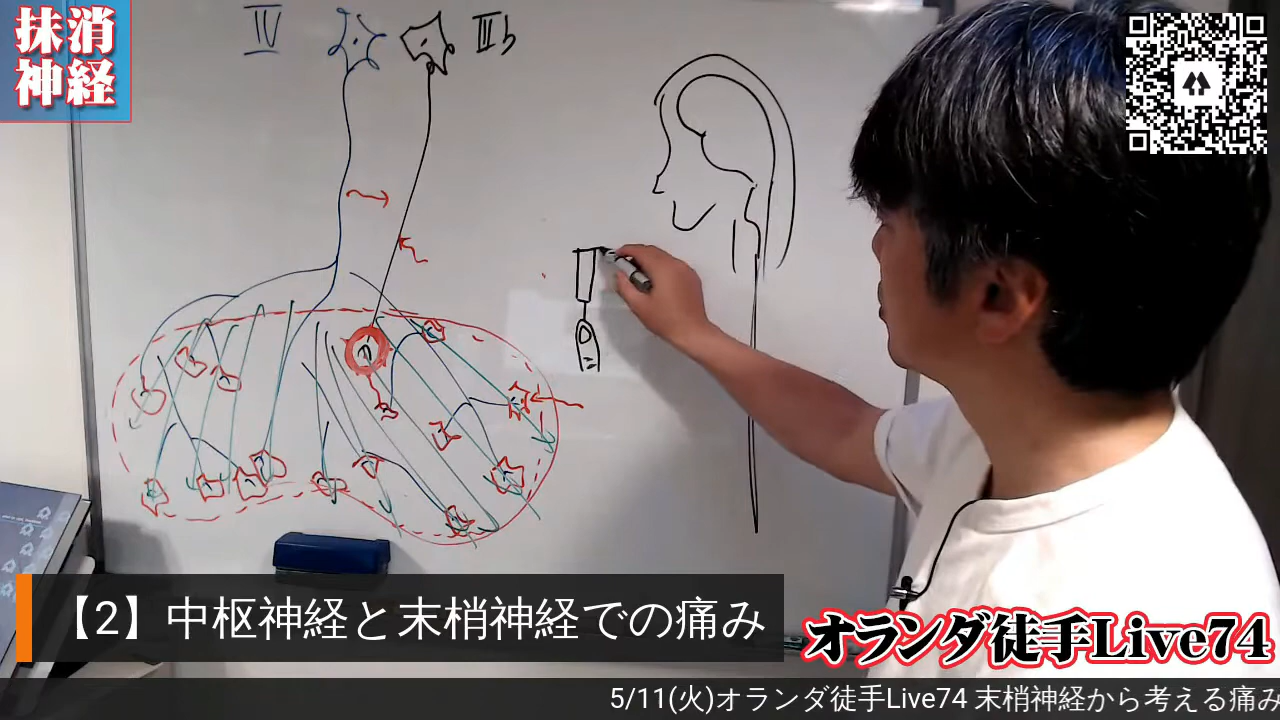 抹消
神経
IV
IIIb
【2】中枢神経と末梢神経での痛み
オランダ徒手Live74
5/11(火)オランダ徒手Live74 末梢神経から考える痛み